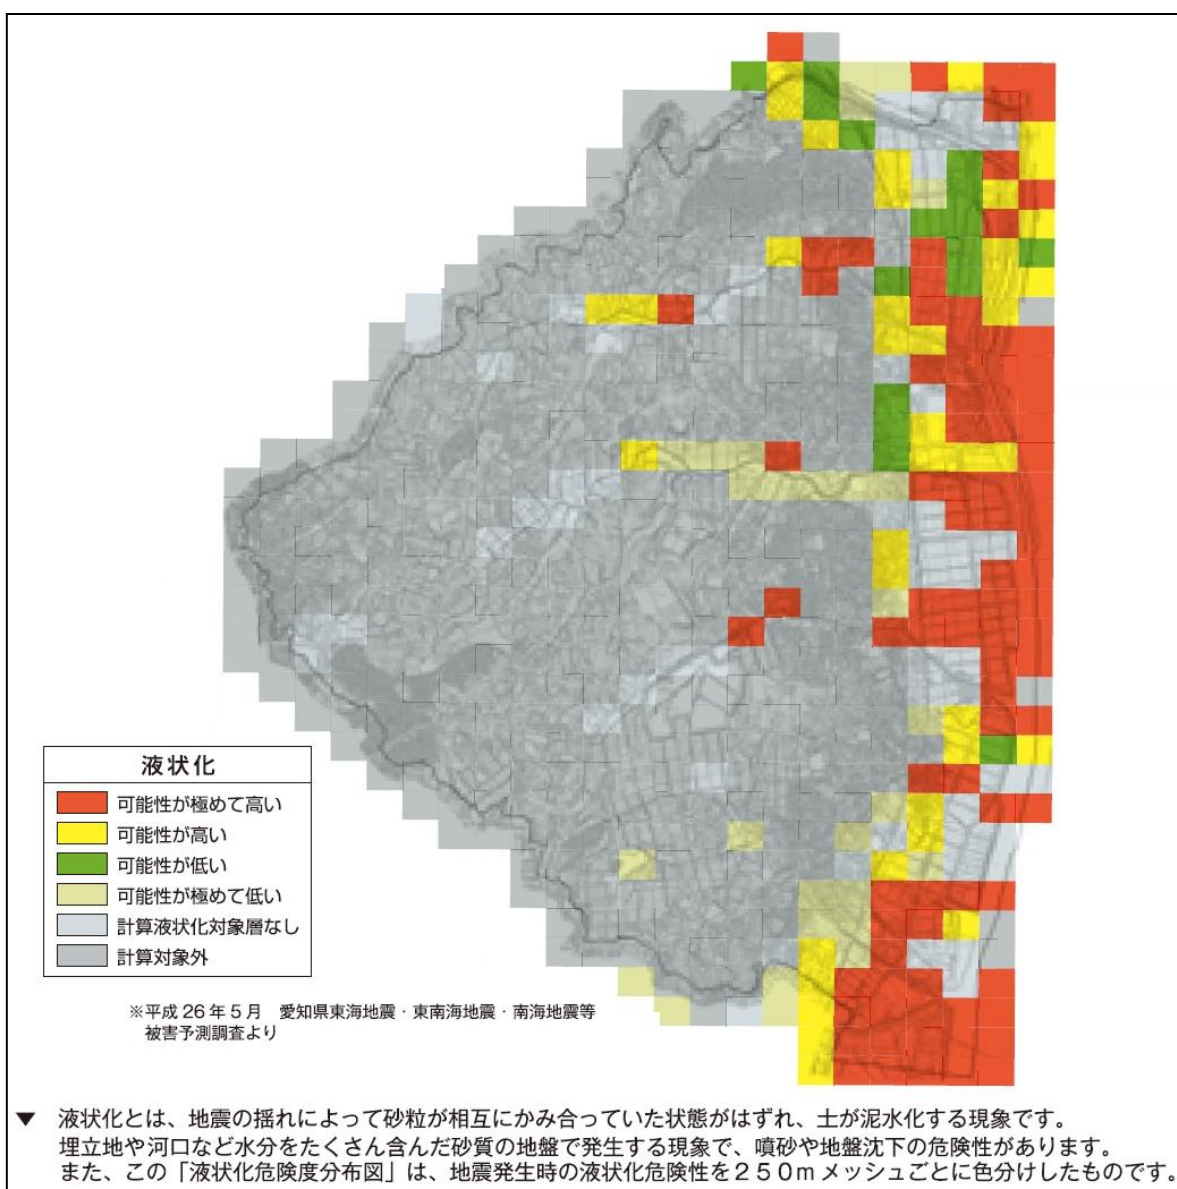 液状化
可能性が極めて高い
可能性が高い
可能性が低い
可能性が極めて低い
計算液状化対象層なし
計算対象外
※平成26年5月 愛知県東海地震・東南海地震・南海地震等
被害予測調査より
▼ 液状化とは、地震の揺れによって砂粒が相互にかみ合っていた状態がはずれ、土が泥水化する現象です。
埋立地や河口など水分をたくさん含んだ砂質の地盤で発生する現象で、噴砂や地盤沈下の危険性があります。
また、この「液状化危険度分布図」は、地震発生時の液状化危険性を250mメッシュごとに色分けしたものです。